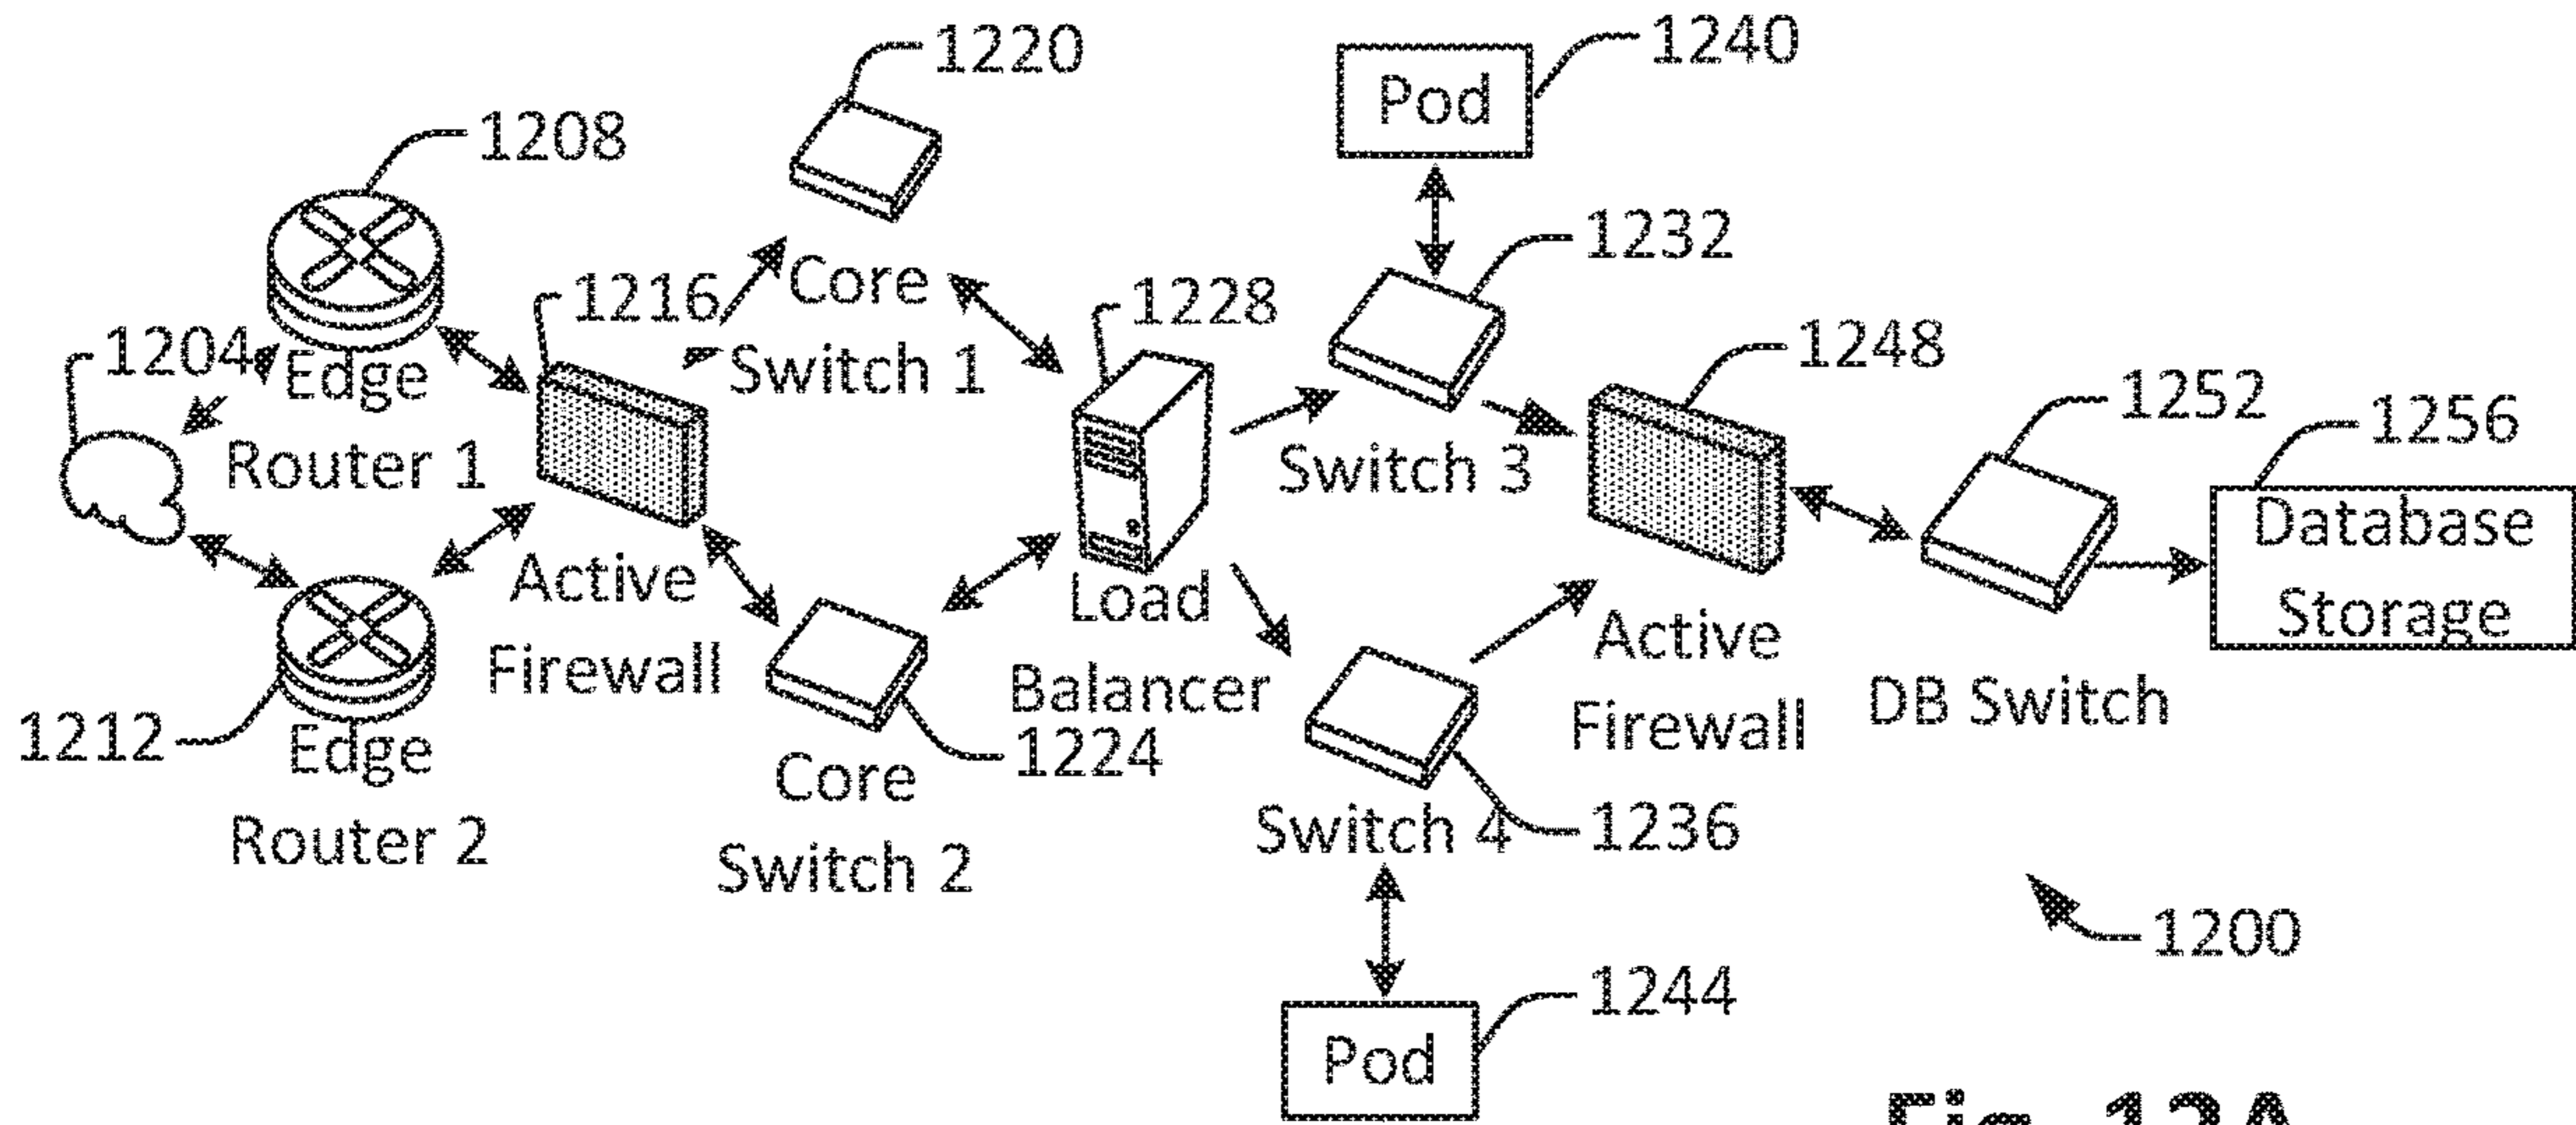 1220
1240
Pod
1208
1232
1216
Core
Switch 1
1228
1248
1204
Edge
Router 1
1252
1256
Switch 3
Database
Storage
Active
Firewall
Load
Balancer
Active
Firewall
DB Switch
1212
Edge
Router 2
1224
Core
Switch 2
Switch 4
1236
1200
1244
Pod
Fig. 12A